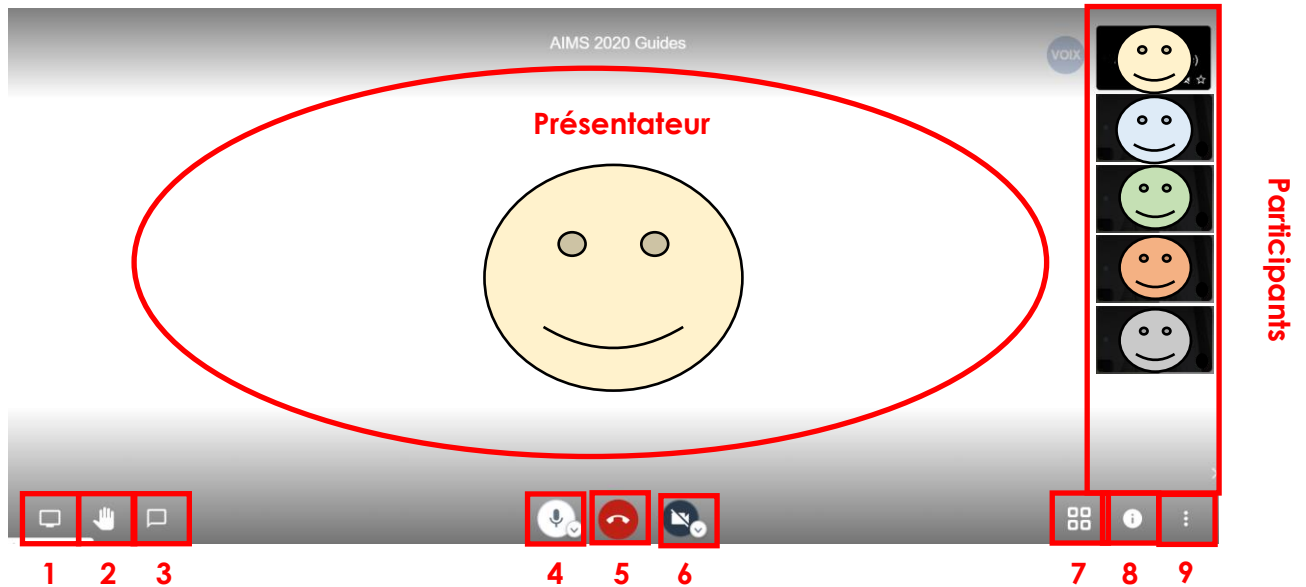 AIMS 2020 Guides
VOIX
Présentateur
Participants
1 2 3 4 5 6 7 8 9